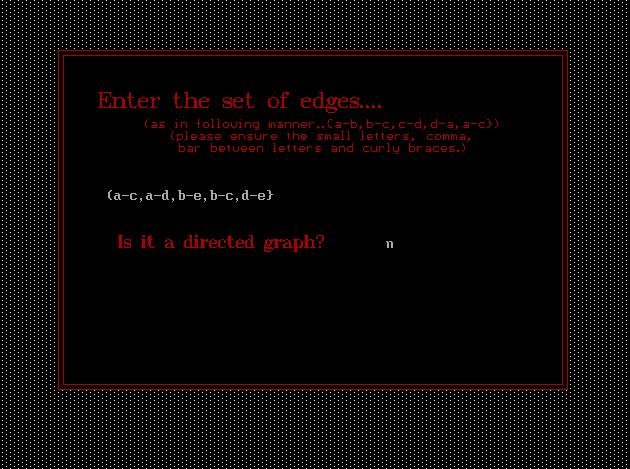 Enter the set of edges....
(as in following manner..{a-b,b-c,c-d,d-a,a-c})
(please ensure the small letters, comma,
bar between letters and curly braces.)
{a-c,a-d,b-e,b-c,d-e}
Is it a directed graph? n